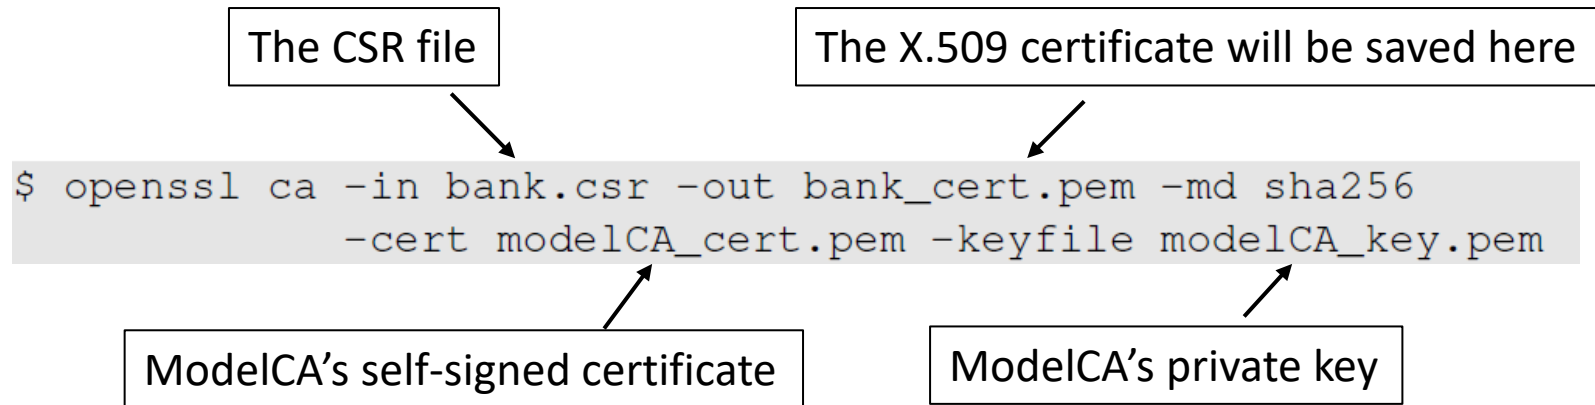 The CSR file
The X.509 certificate will be saved here
$ openssl ca -in bank.csr -out bank_cert.pem -md sha256
-cert modelCA_cert.pem -keyfile modelCA_key.pem
ModelCA’s self-signed certificate
ModelCA’s private key